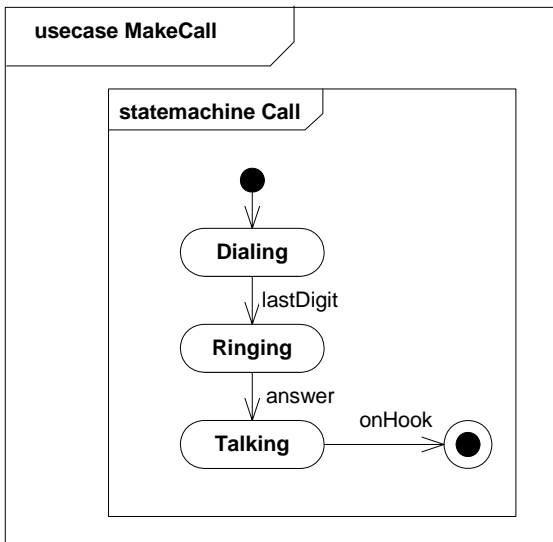 usecase MakeCall
statemachine Call
Dialing
lastDigit
Ringing
answer
onHook
Talking